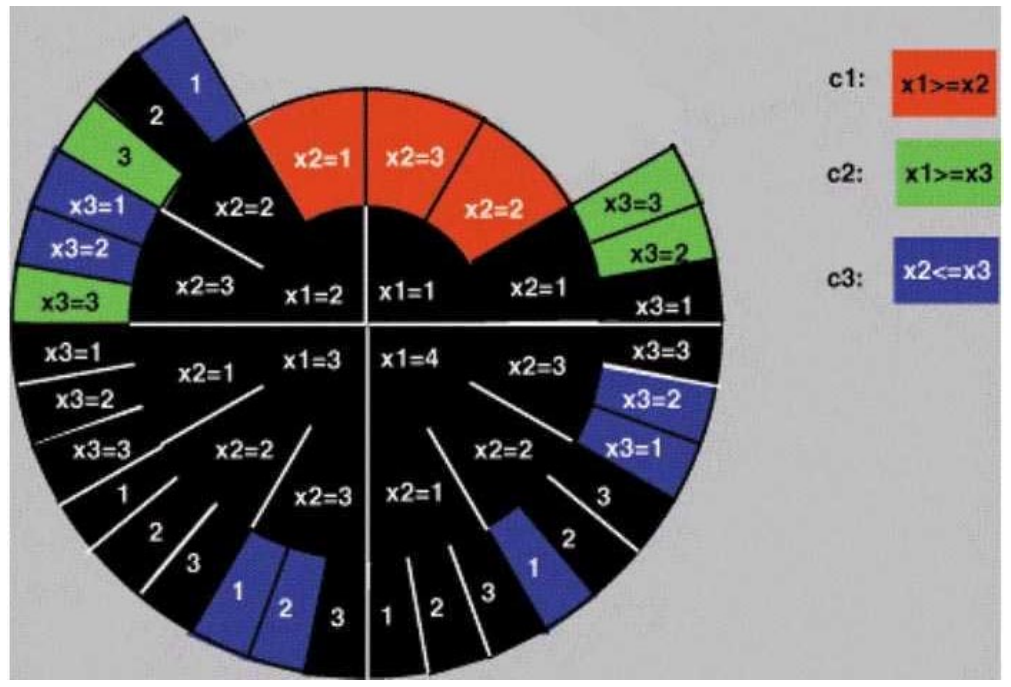 1
c1:
x1>=x2
2
3
x2=1
x2=3
x2=2
c2:
x1>=x3
x3=1
x2=2
x3=3
x3=2
x3=2
c3:
x2<=x3
x3=3
x2=3
x1=2
x1=1
x2=1
x3=1
x3=1
x2=1
x1=3
x1=4
x2=3
x3=3
x3=2
x3=2
x3=3
x2=2
x2=2
x3=1
1
x2=3
x2=1
3
2
2
3
1
1
2
3
1
2
3